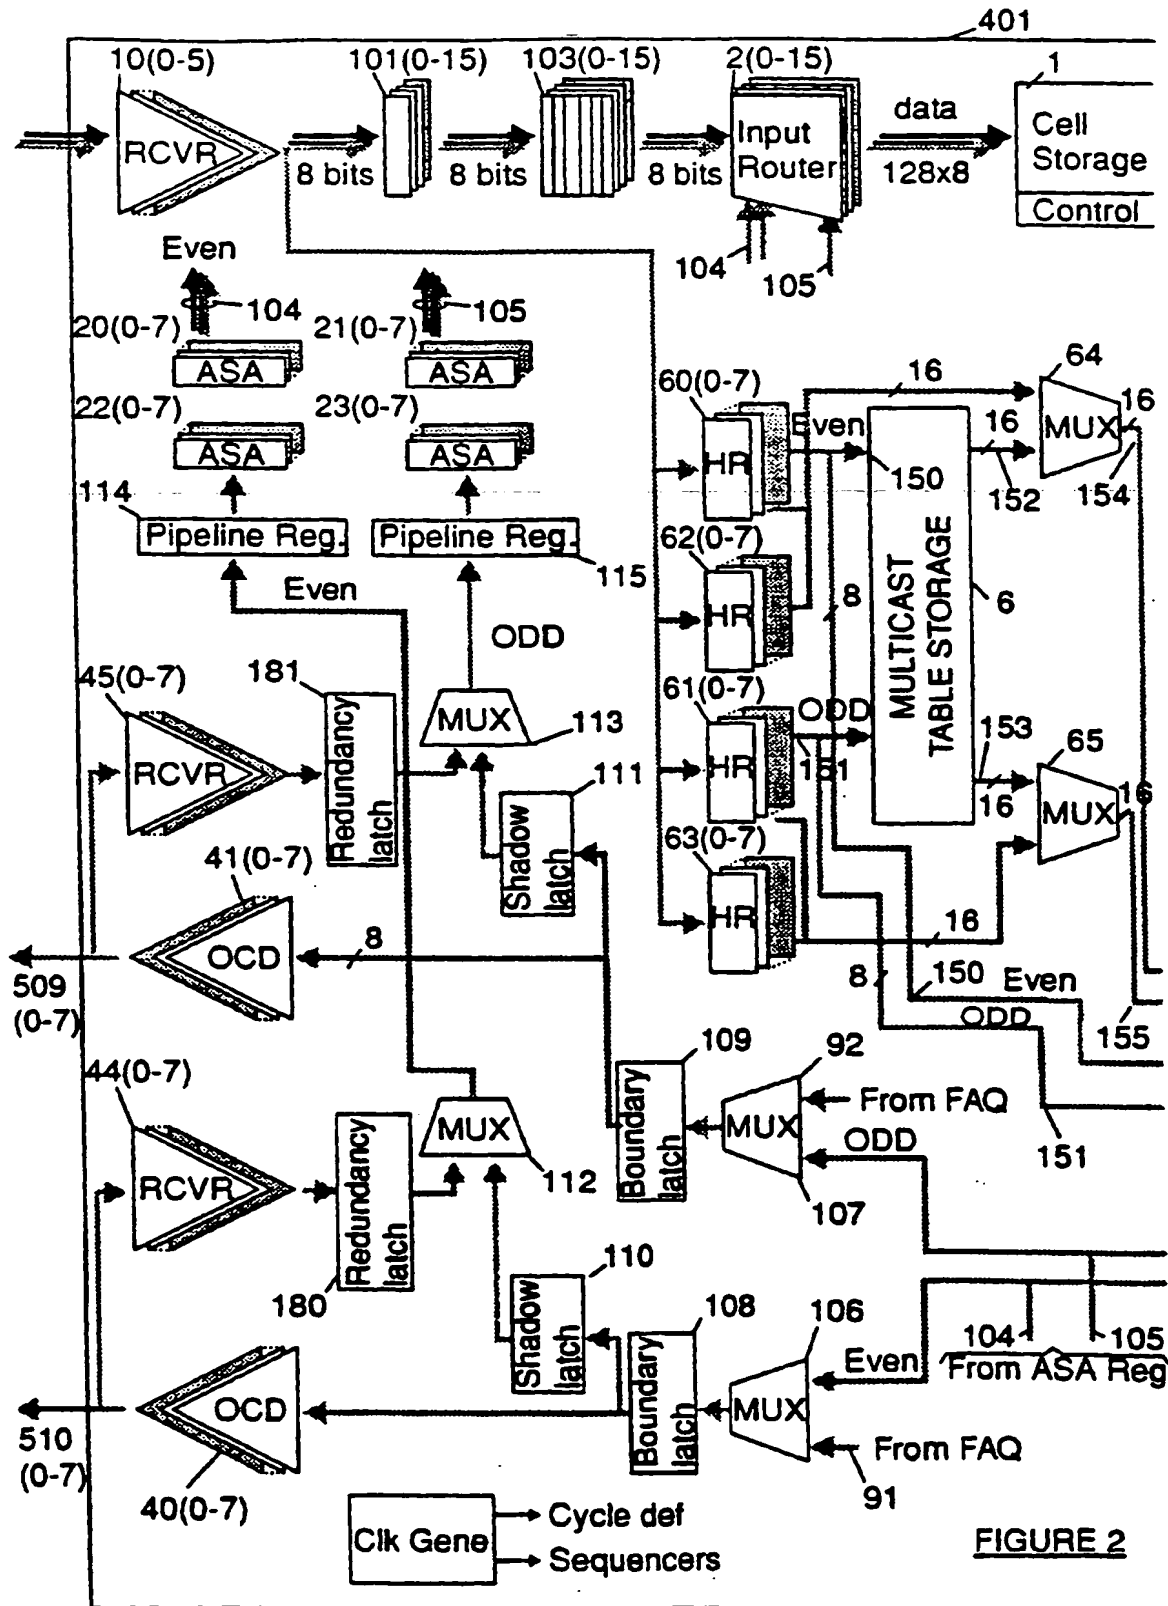 401
10(0-5)
101(0-15)
103(0-15)
2(0-15)
1
RCVR
8 bits
8 bits
8 bits
Input
Router
data
128x8
Cell
Storage
Control
104
105
Even
104
105
20(0-7)
21(0-7)
ASA
ASA
22(0-7)
23(0-7)
ASA
ASA
114
Pipeline Reg.
Pipeline Reg.
115
Even
ODD
60(0-7)
HR
Even
16
64
MUX
16
16
150
152
154
62(0-7)
HR
8
MULTICAST
TABLE STORAGE
6
61(0-7)
HR
ODD
151
153
16
65
MUX
16
63(0-7)
HR
16
8
150
Even
ODD
155
45(0-7)
RCVR
181
Redundancy
latch
MUX
113
111
Shadow
latch
41(0-7)
OCD
8
509
(0-7)
44(0-7)
RCVR
Redundancy
latch
180
MUX
112
109
Boundary
latch
92
MUX
From FAQ
ODD
107
151
110
Shadow
latch
108
Boundary
latch
106
MUX
Even
104
105
From ASA Reg
From FAQ
91
OCD
510
(0-7)
40(0-7)
Clk Gene
Cycle def
Sequencers
FIGURE 2